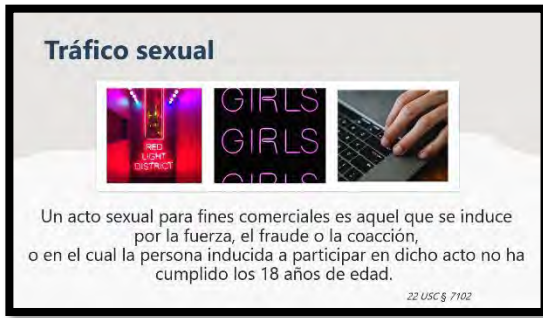 Tráfico sexual
RED
LIGHT
DISTRICT
GIRLS
GIRLS
GIRLS
Un acto sexual para fines comerciales es aquel que se induce
por la fuerza, el fraude o la coacción,
o en el cual la persona inducida a participar en dicho acto no ha
cumplido los 18 años de edad.
22 USC § 7102